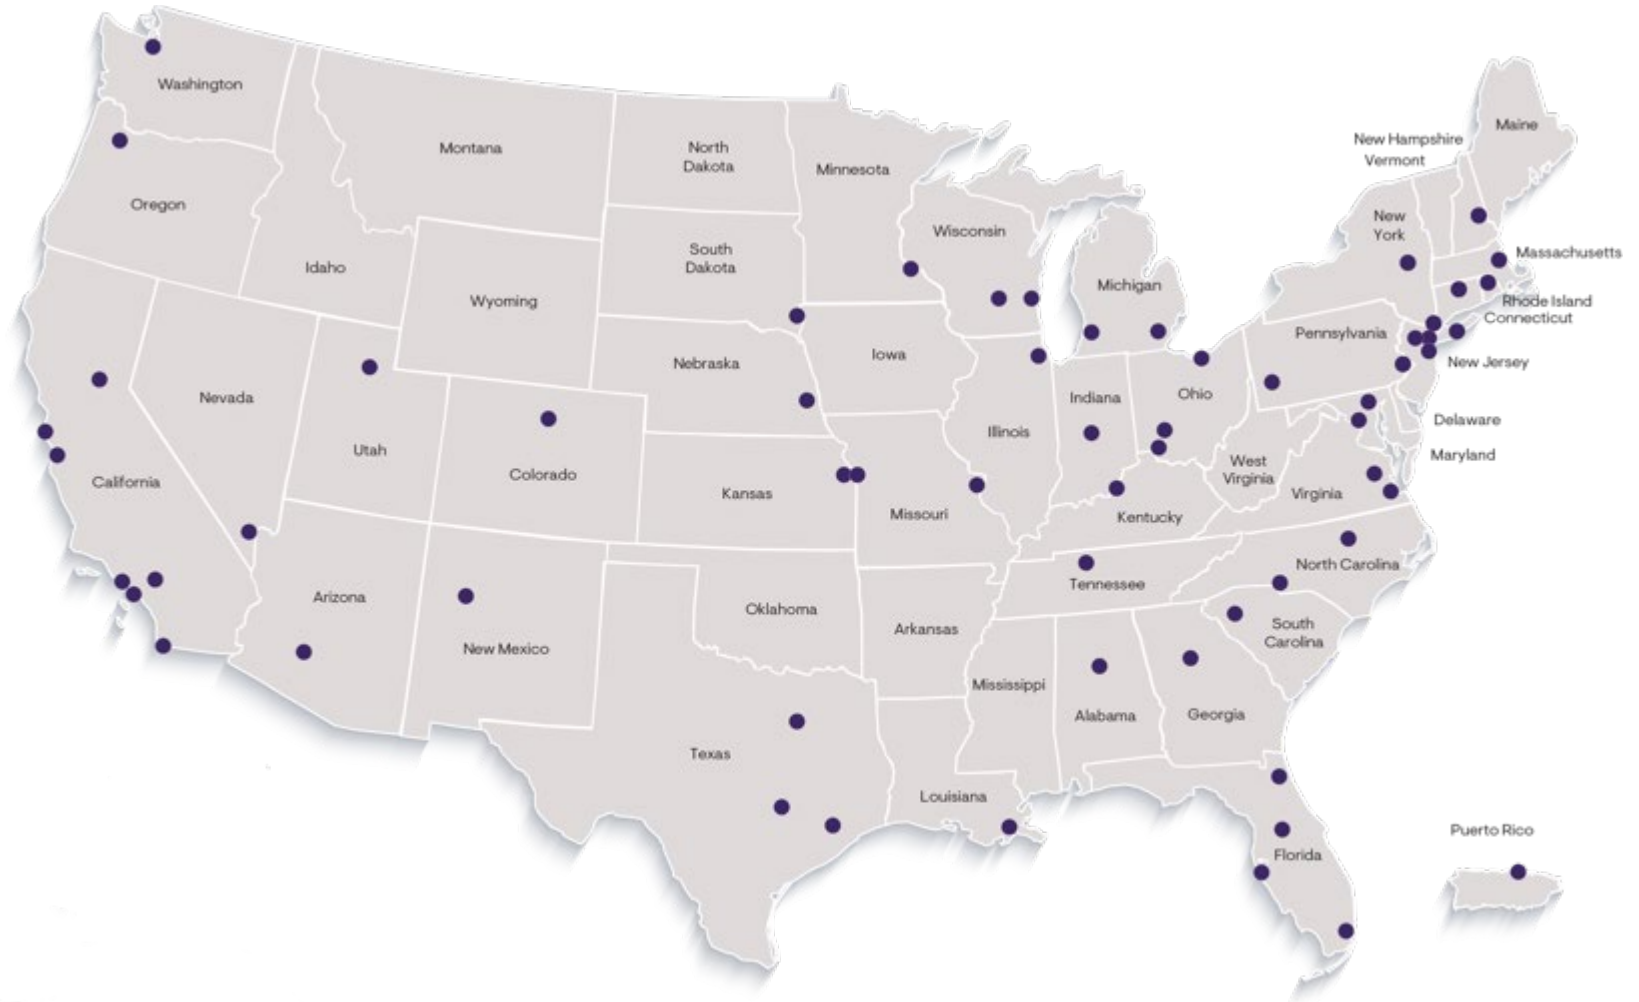 Washington
Montana
North
Dakota
Minnesota
New Hampshire
Vermont
Maine
Oregon
Idaho
Wyoming
South
Dakota
Wisconsin
Michigan
New
York
Massachusetts
Rhode Island
Connecticut
Pennsylvania
New Jersey
Nebraska
Iowa
Nevada
Utah
Colorado
Kansas
Missouri
Illinois
Indiana
Ohio
West
Virginia
Virginia
Delaware
Maryland
California
Kentucky
Arizona
New Mexico
Oklahoma
Arkansas
Tennessee
North Carolina
South
Carolina
Mississippi
Alabama
Georgia
Texas
Louisiana
Florida
Puerto Rico